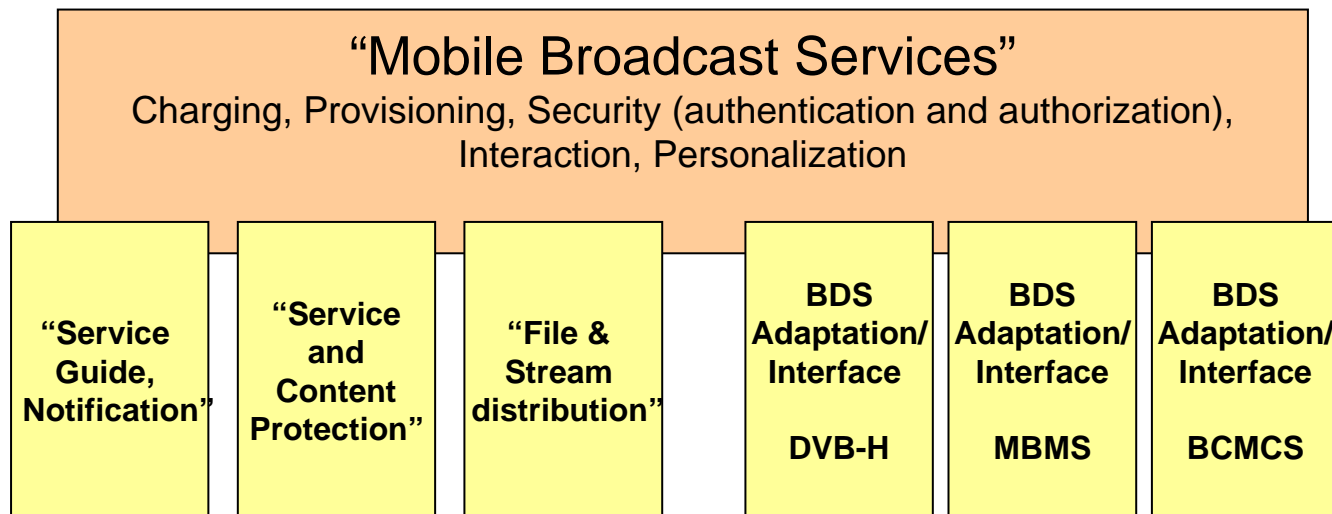 “Mobile Broadcast Services”
Charging, Provisioning, Security (authentication and authorization),
Interaction, Personalization
“Service
Guide,
Notification”
“Service
and
Content
Protection”
“File &
Stream
distribution”
BDS
Adaptation/
Interface
DVB-H
BDS
Adaptation/
Interface
MBMS
BDS
Adaptation/
Interface
BCMCS